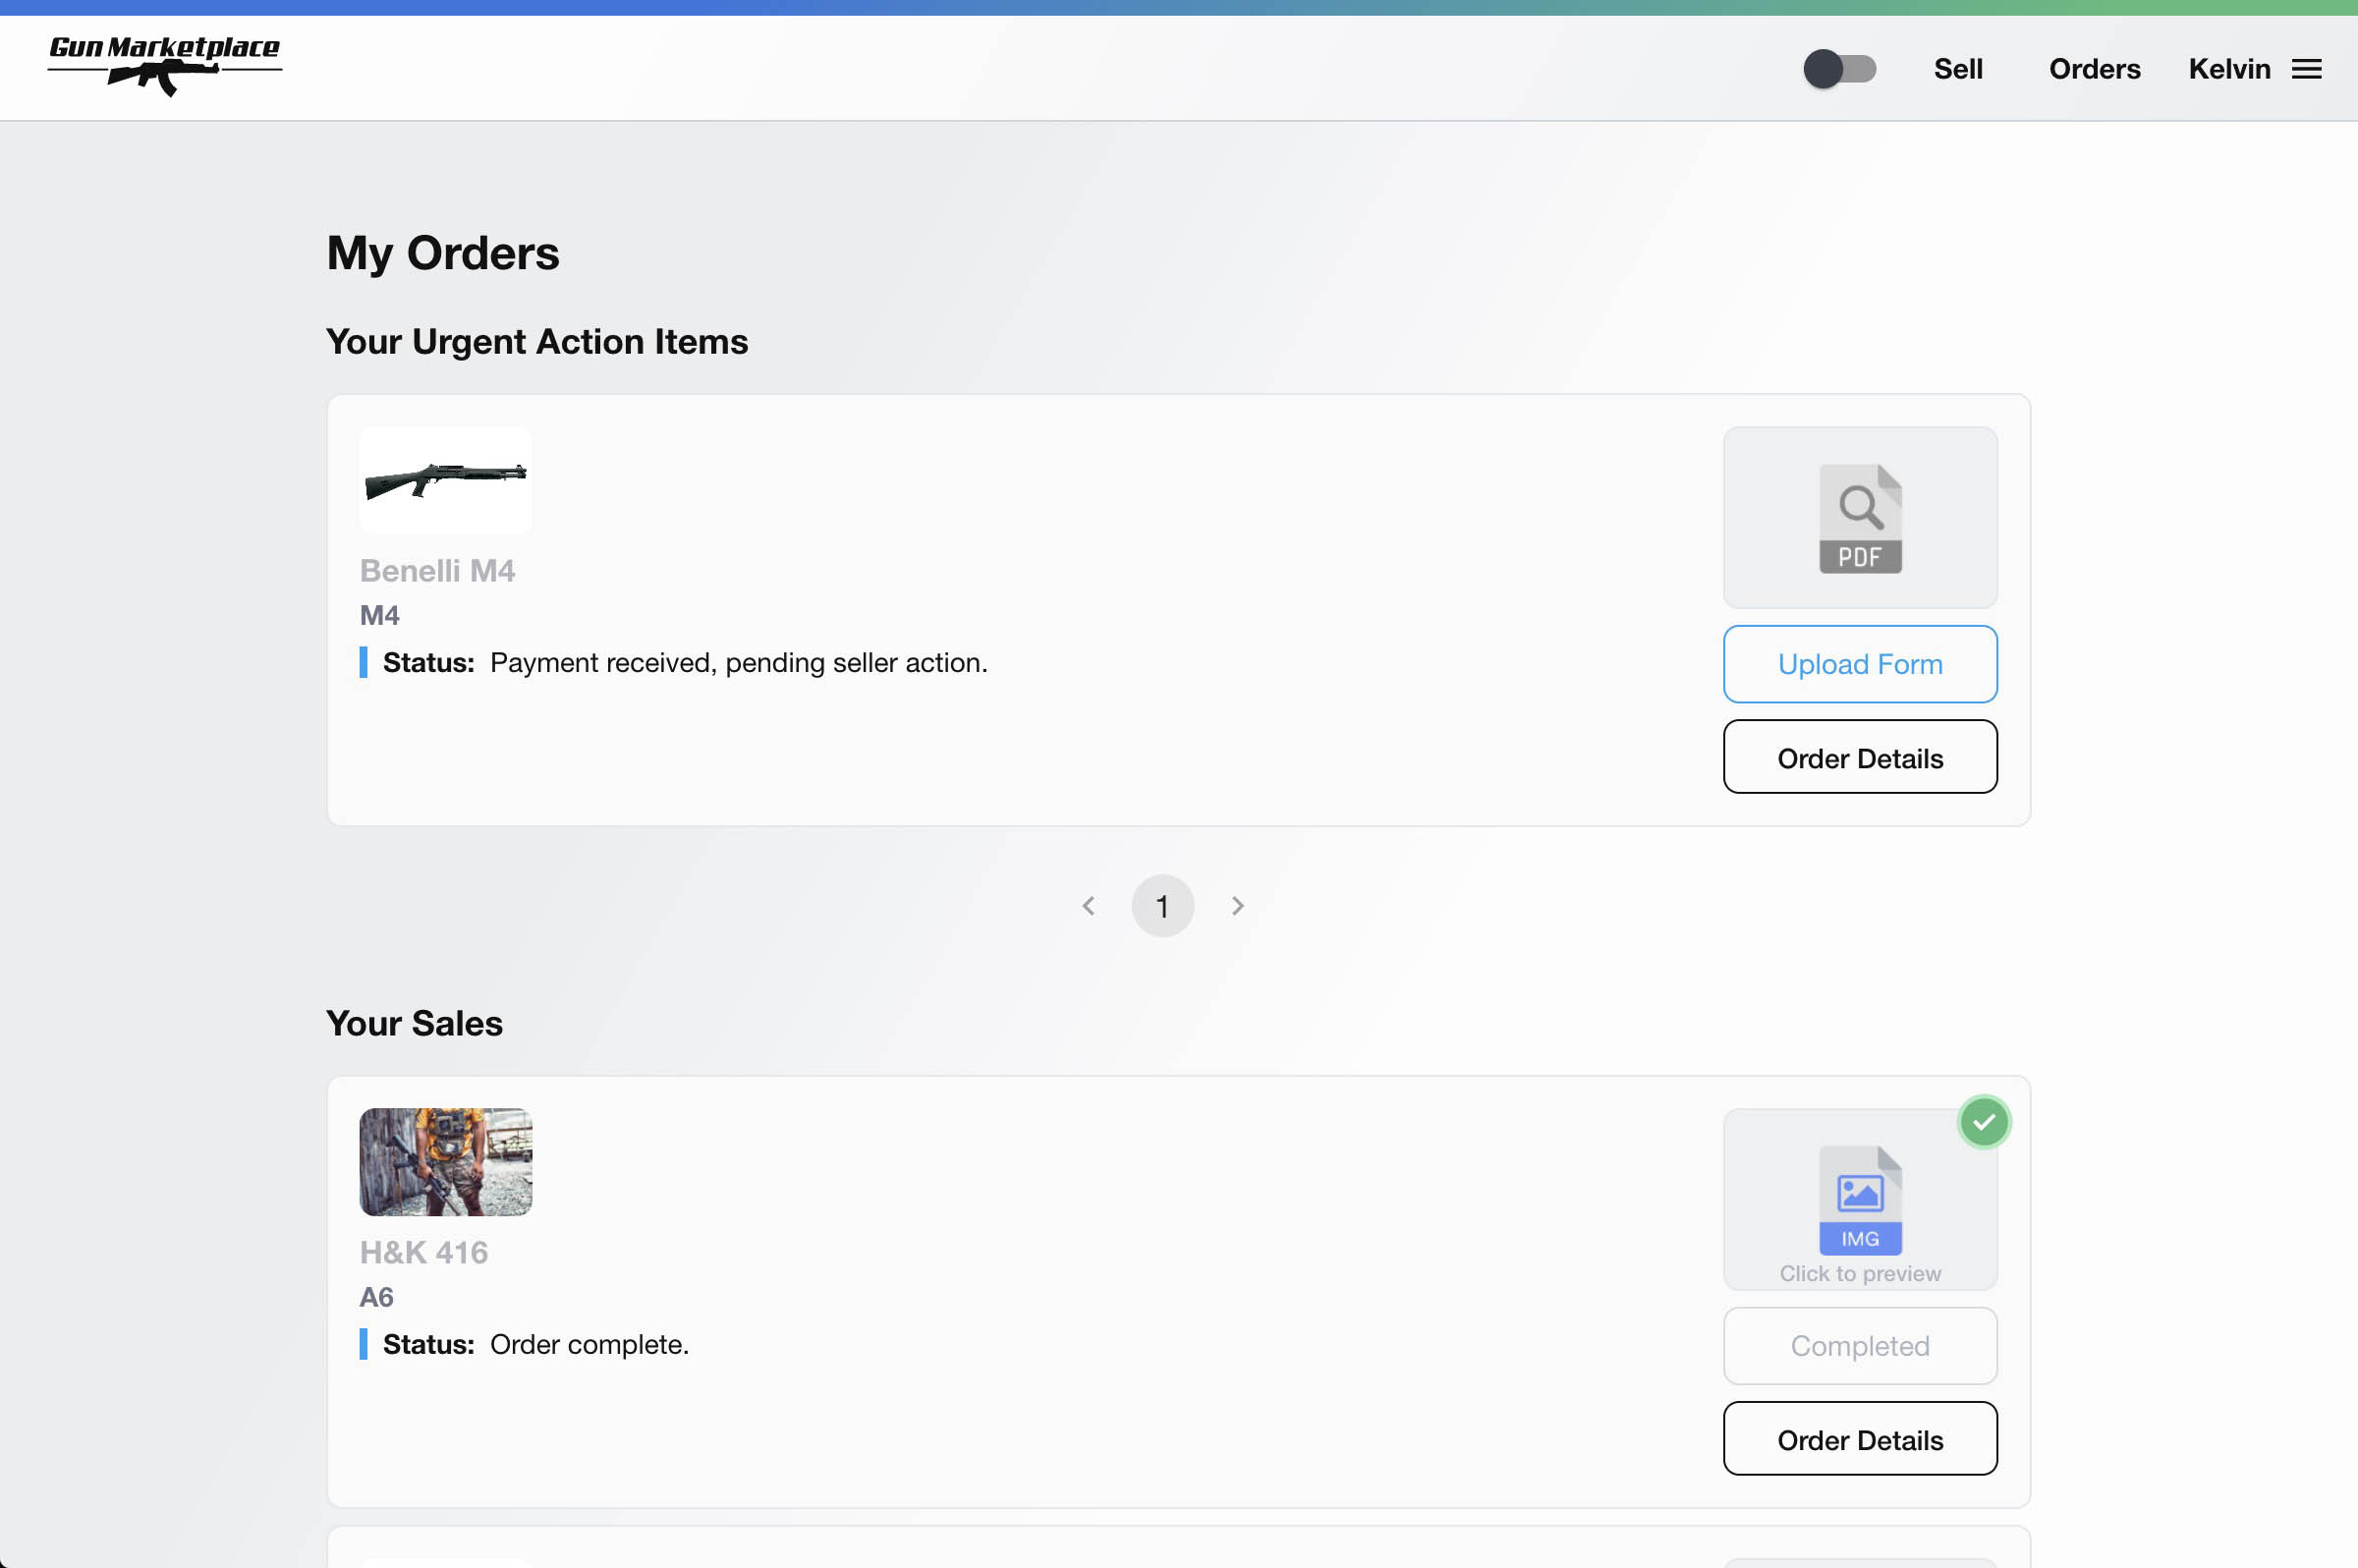 Gun Marketplace
Sell
Orders
Kelvin
My Orders
Your Urgent Action Items
Benelli M4
M4
Status: Payment received, pending seller action.
PDF
Upload Form
Order Details
1
Your Sales
H&K 416
A6
Status: Order complete.
IMG
Click to preview
Completed
Order Details